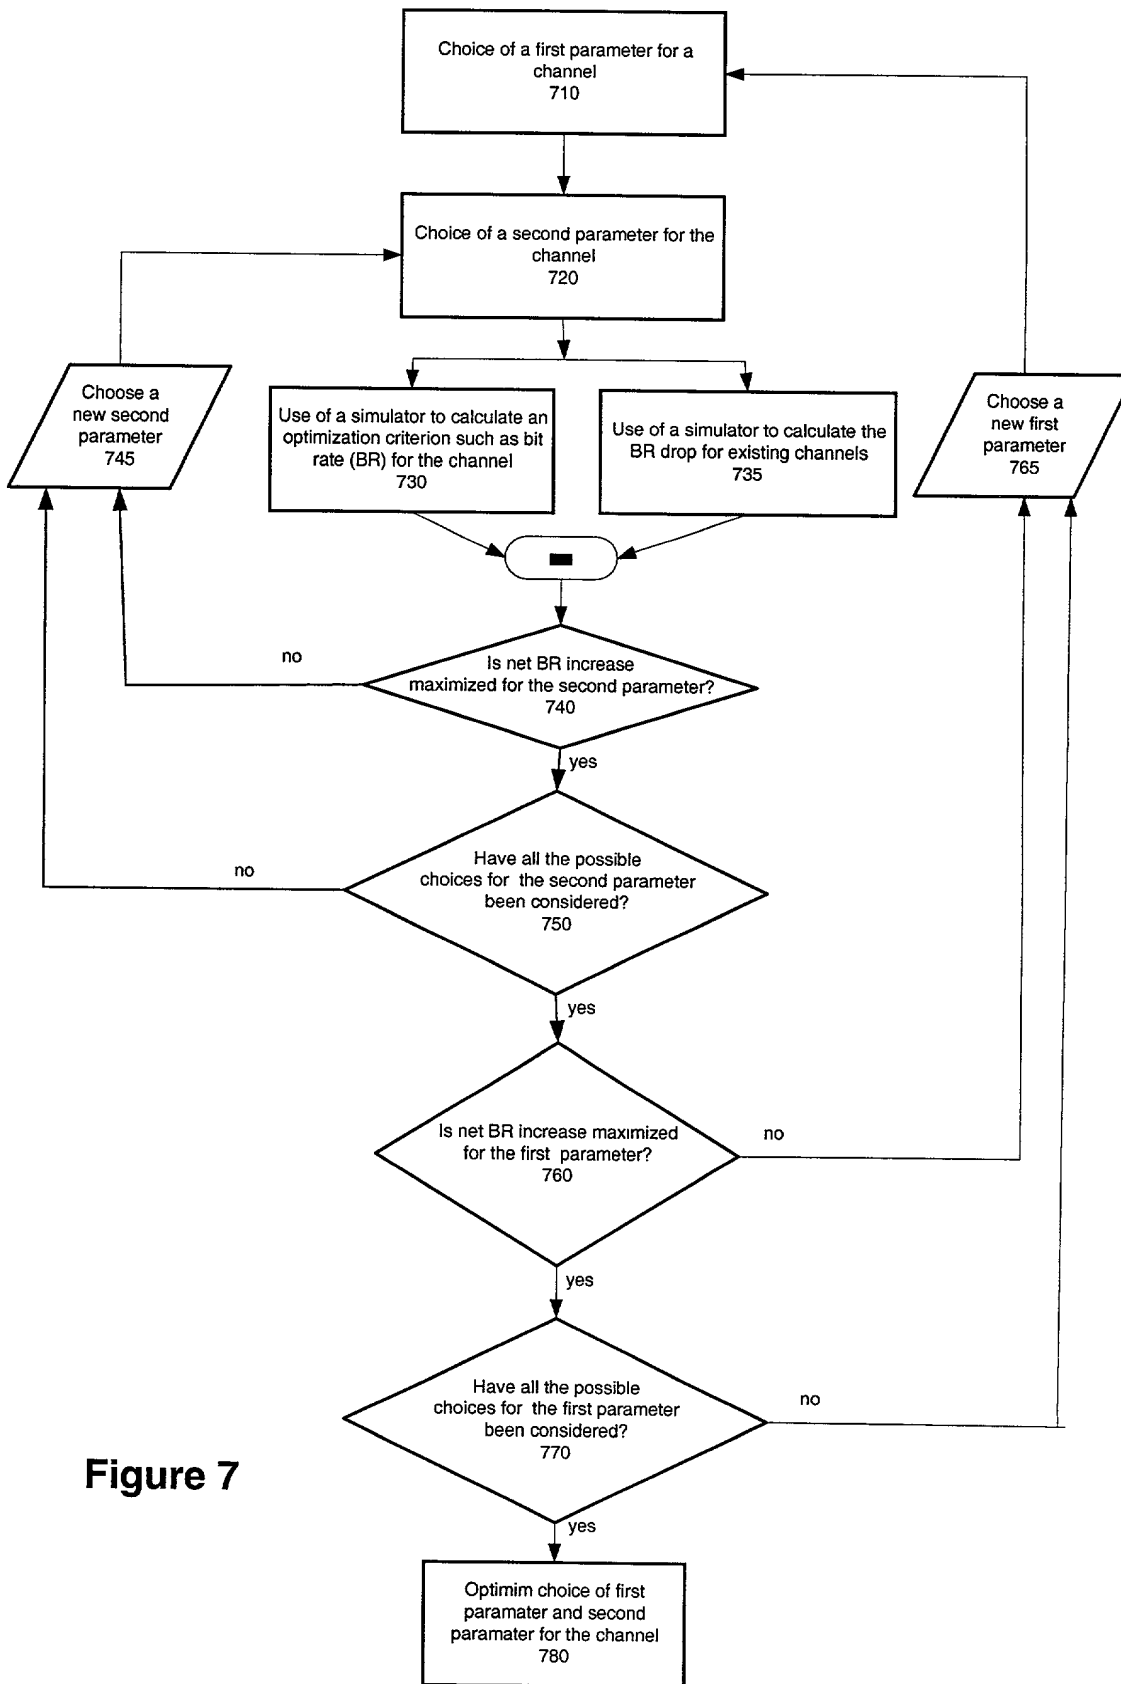 Choice of a first parameter for a
channel
710
Choice of a second parameter for the
channel
720
Choose a
new second
parameter
745
Use of a simulator to calculate an
optimization criterion such as bit
rate (BR) for the channel
730
Use of a simulator to calculate the
BR drop for existing channels
735
Choose a
new first
parameter
765
no
Is net BR increase
maximized for the second parameter?
740
yes
no
Have all the possible
choices for the second parameter
been considered?
750
yes
Is net BR increase maximized
for the first parameter?
760
no
yes
Have all the possible
choices for the first parameter
been considered?
770
no
Figure 7
yes
Optimim choice of first
paramater and second
paramater for the channel
780